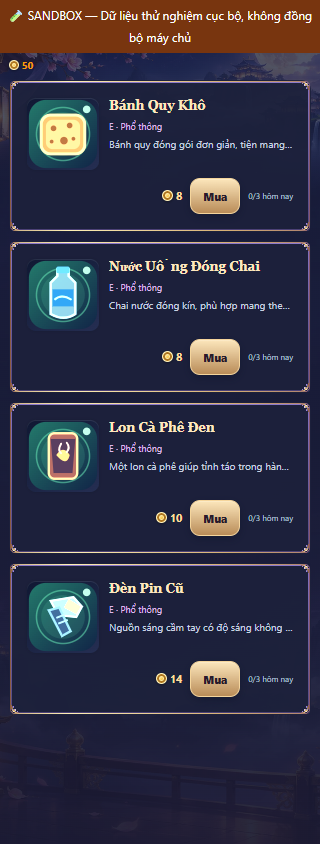 SANDBOX — Dữ liệu thử nghiệm cục bộ, không đồng
bộ máy chủ
50
Bánh Quy Khô
E · Phổ thông
Bánh quy đóng gói đơn giản, tiện mang...
8
Mua
0/3 hôm nay
Nước Uống Đóng Chai
E · Phổ thông
Chai nước đóng kín, phù hợp mang the...
8
Mua
0/3 hôm nay
Lon Cà Phê Đen
E · Phổ thông
Một lon cà phê giúp tỉnh táo trong hàn...
10
Mua
0/3 hôm nay
Đèn Pin Cũ
E · Phổ thông
Nguồn sáng cầm tay có độ sáng không ...
14
Mua
0/3 hôm nay